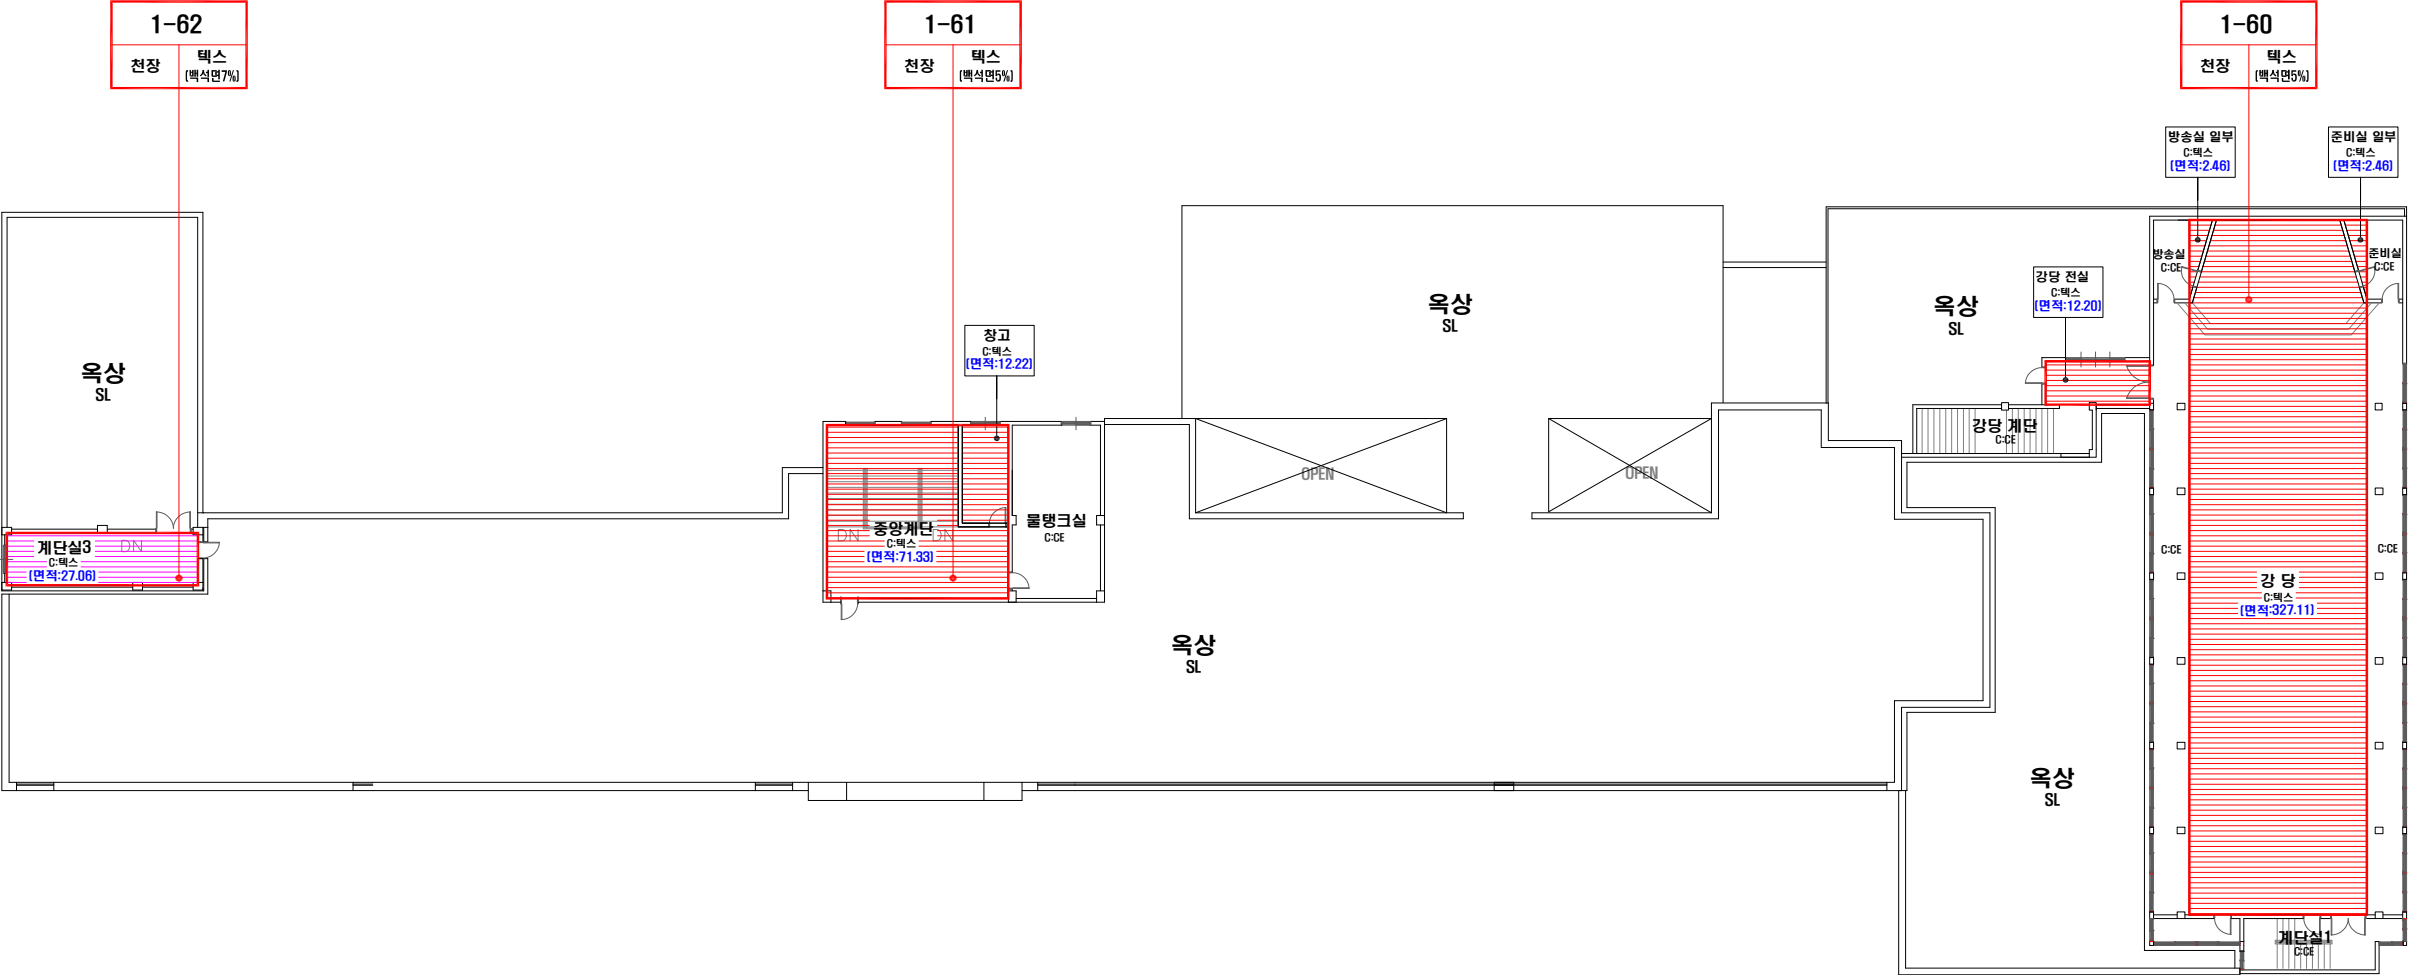 1-62
천장
텍스
(백석면7%)
1-61
천장
텍스
(백석면5%)
1-60
천장
텍스
(백석면5%)
방송실 일부
C:텍스
(면적:2.46)
준비실 일부
C:텍스
(면적:2.46)
방송실
C:CE
준비실
C:CE
강당 전실
C:텍스
(면적:12.20)
옥상
SL
옥상
SL
창고
C:텍스
(면적:12.22)
옥상
SL
강당 계단
C:CE
OPEN
OPEN
계단실3
C:텍스
(면적:27.06)
DN
중앙계단
C:텍스
(면적:71.33)
DN
DN
물탱크실
C:CE
C:CE
C:CE
강 당
C:텍스
(면적:327.11)
옥상
SL
옥상
SL
계단실1
C:CE